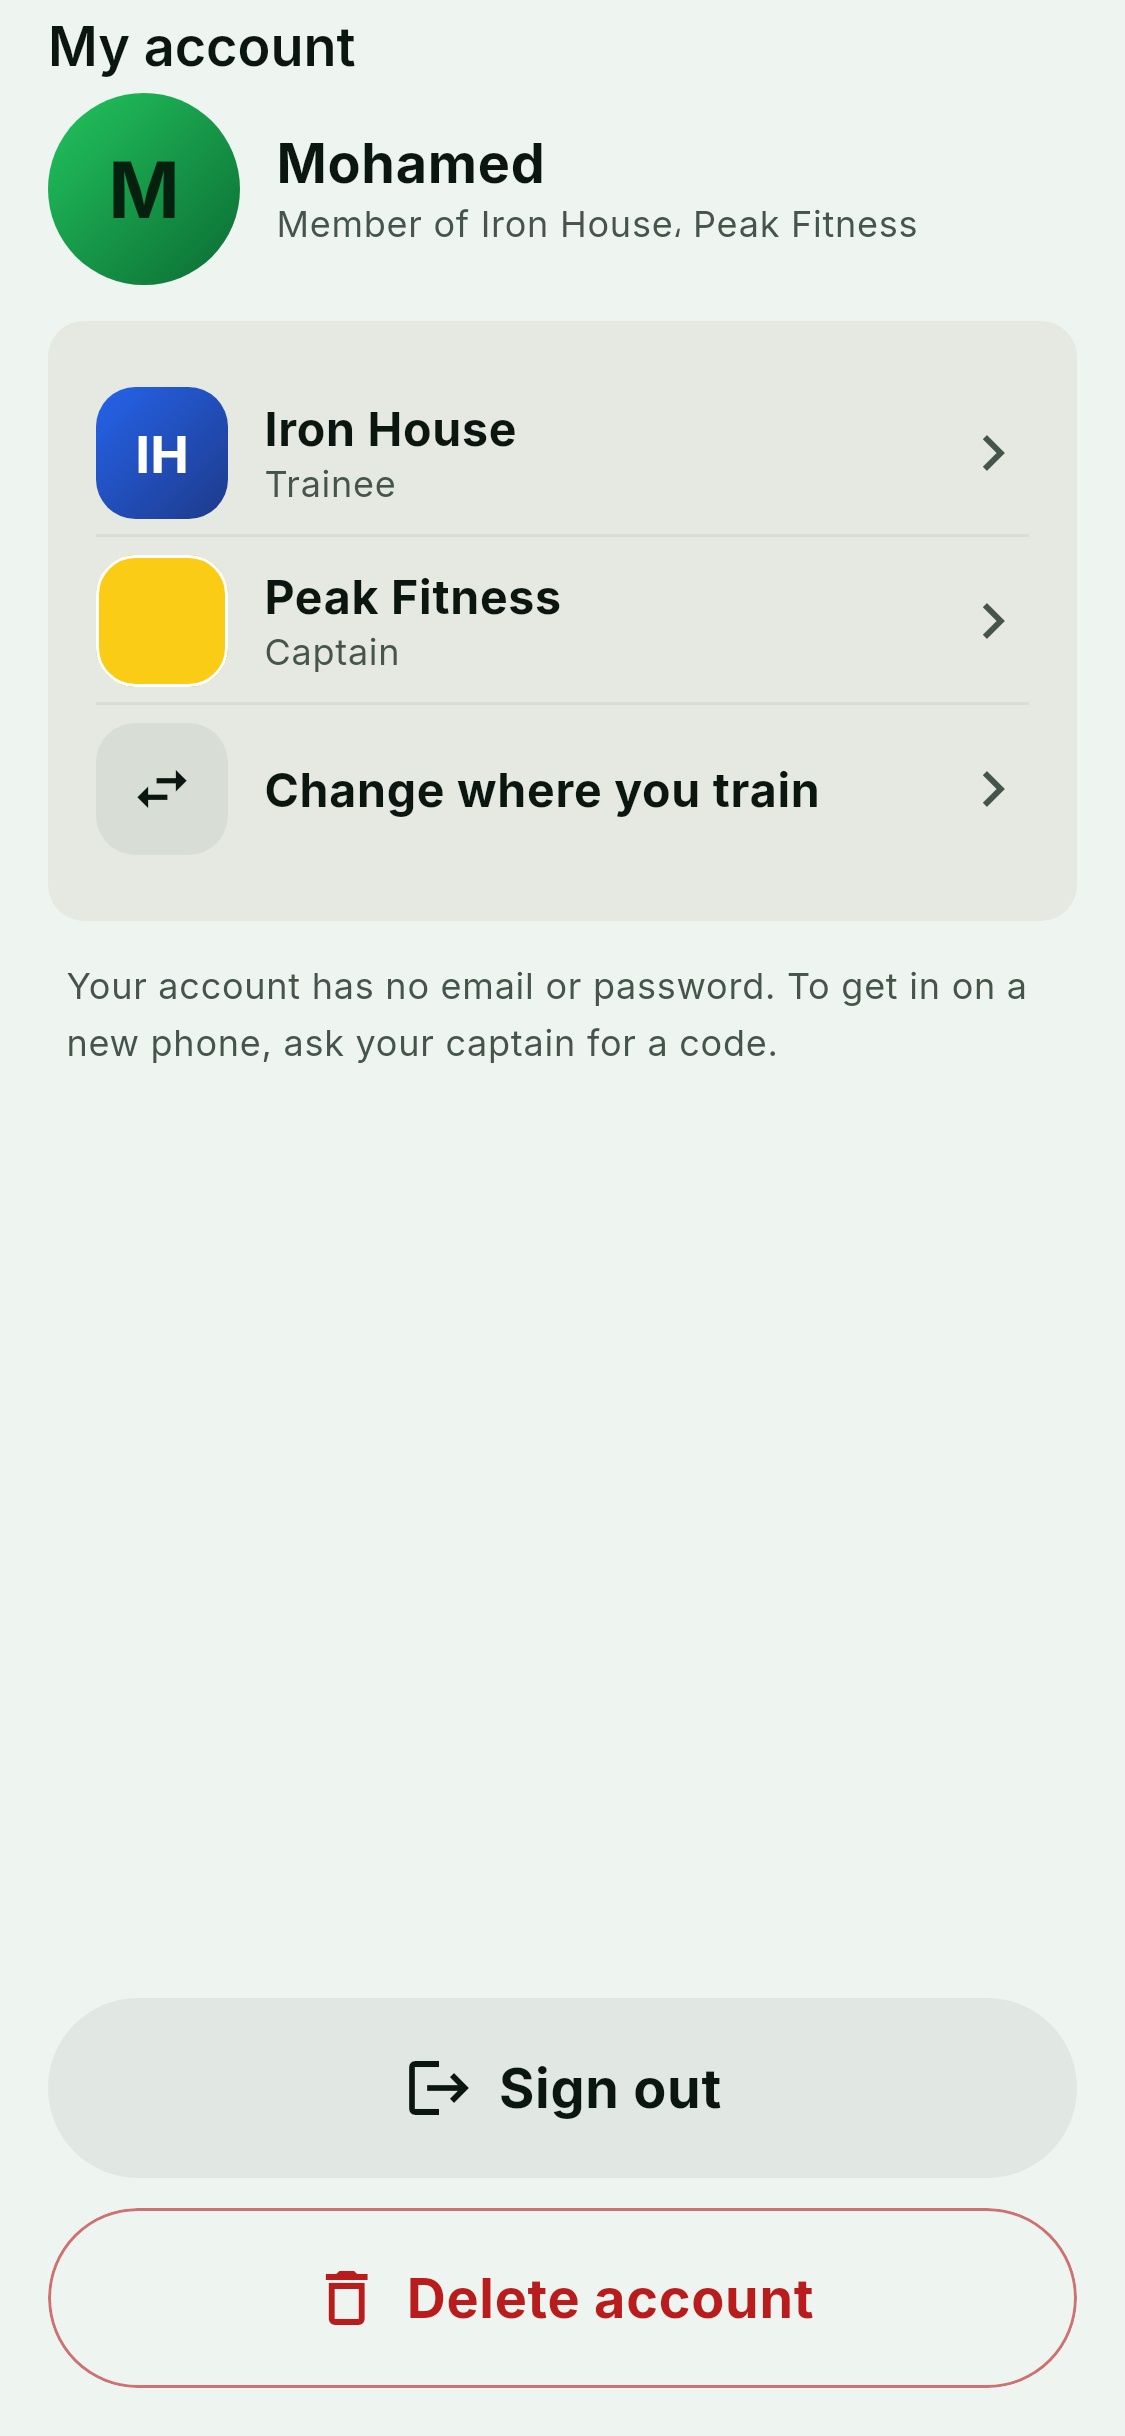 My account
M
Mohamed
Member of Iron House، Peak Fitness
IH
Iron House
Trainee
Peak Fitness
Captain
Change where you train
Your account has no email or password. To get in on a
new phone, ask your captain for a code.
Sign out
Delete account